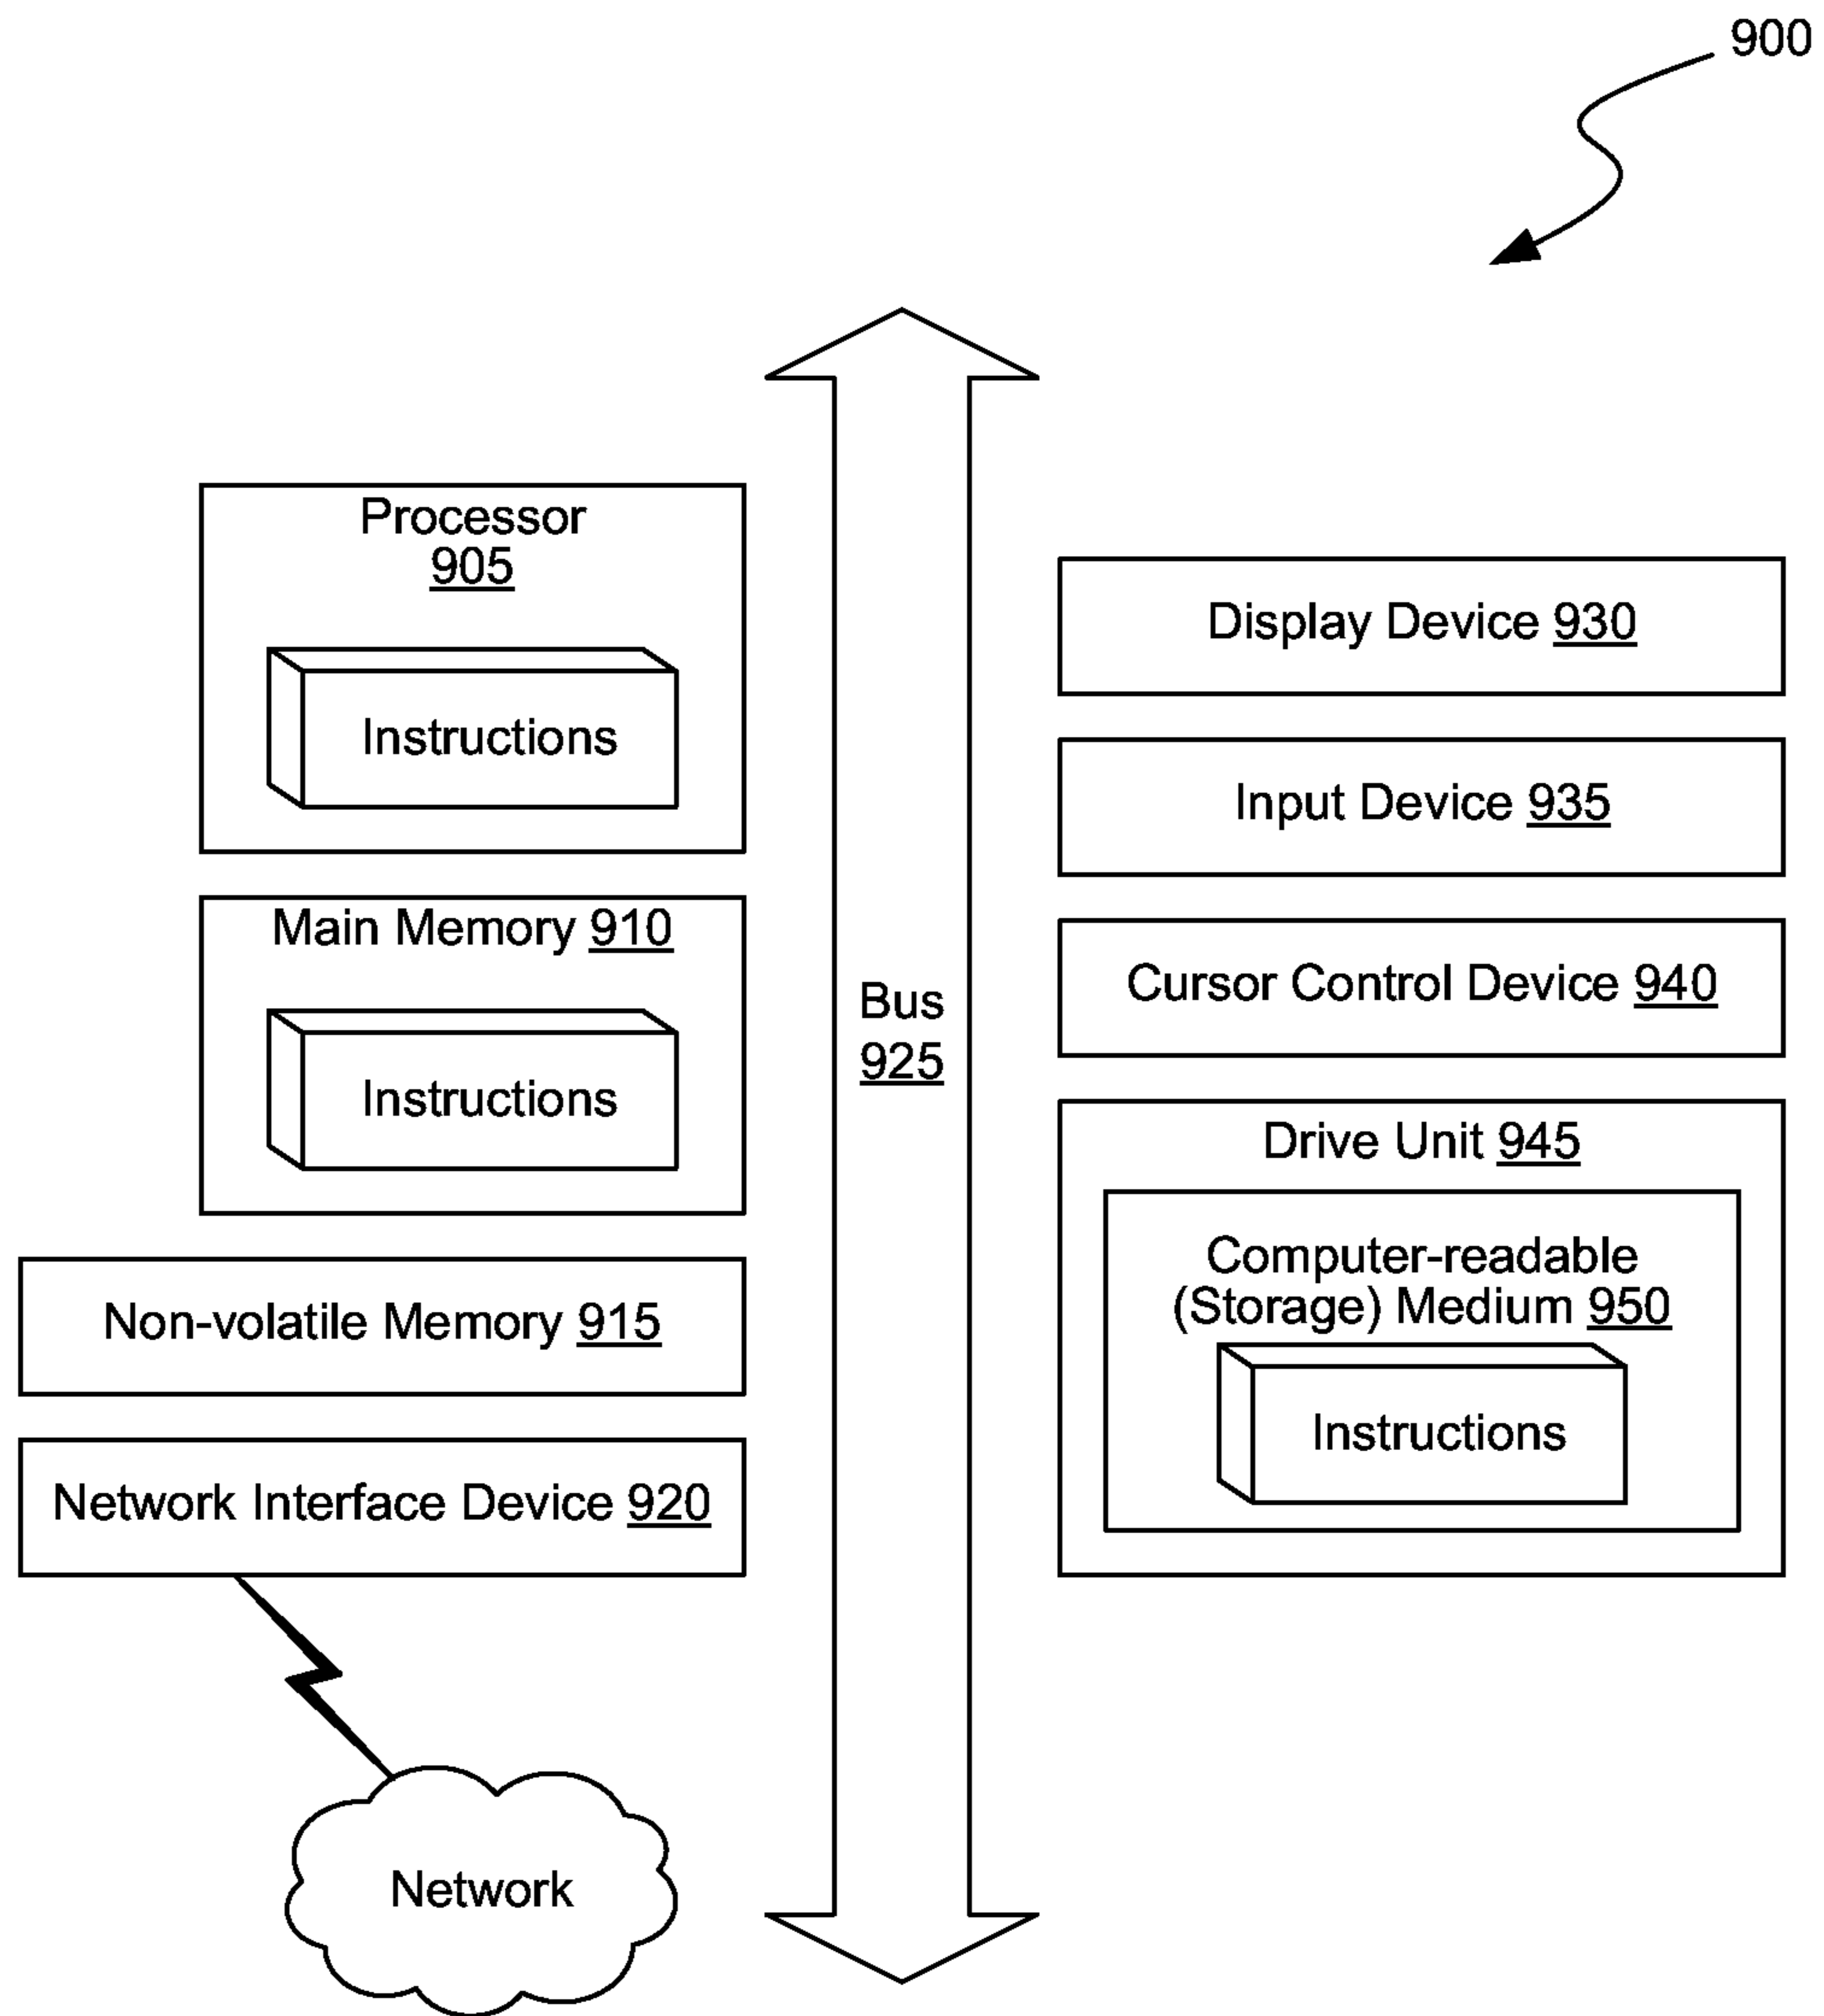 900
Processor
905
Instructions
Main Memory 910
Instructions
Non-volatile Memory 915
Network Interface Device 920
Network
Bus
925
Display Device 930
Input Device 935
Cursor Control Device 940
Drive Unit 945
Computer-readable
(Storage) Medium 950
Instructions